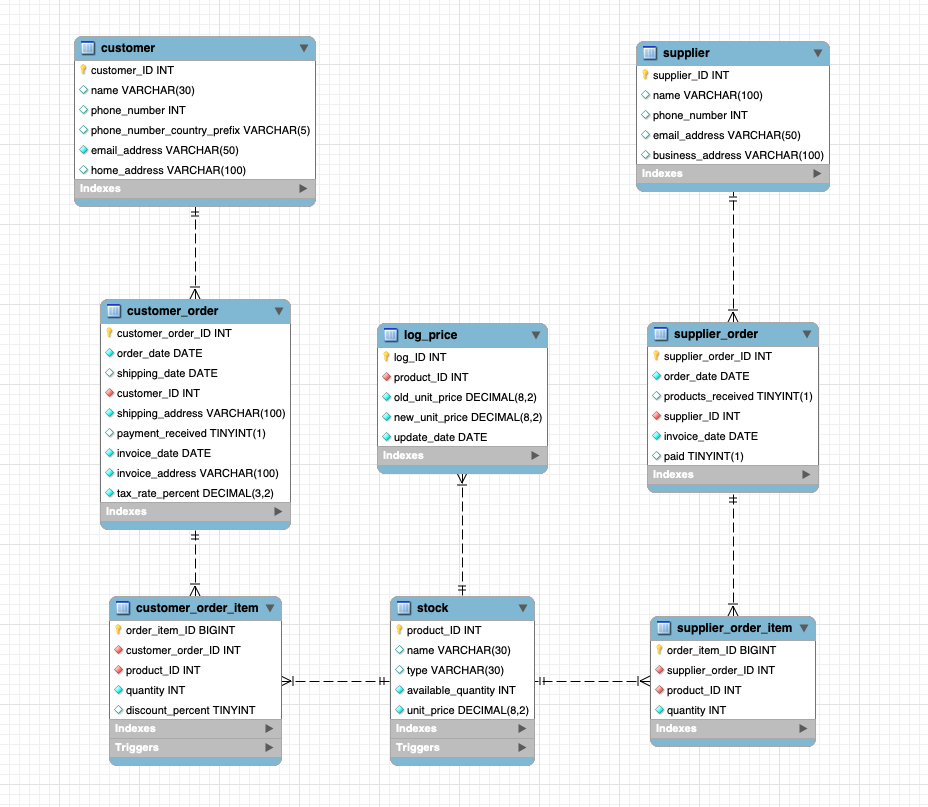 customer
customer_ID INT
name VARCHAR(30)
phone_number INT
phone_number_country_prefix VARCHAR(5)
email_address VARCHAR(50)
home_address VARCHAR(100)
Indexes
supplier
supplier_ID INT
name VARCHAR(100)
phone_number INT
email_address VARCHAR(50)
business_address VARCHAR(100)
Indexes
customer_order
customer_order_ID INT
order_date DATE
shipping_date DATE
customer_ID INT
shipping_address VARCHAR(100)
payment_received TINYINT(1)
invoice_date DATE
invoice_address VARCHAR(100)
tax_rate_percent DECIMAL(3,2)
Indexes
log_price
log_ID INT
product_ID INT
old_unit_price DECIMAL(8,2)
new_unit_price DECIMAL(8,2)
update_date DATE
Indexes
supplier_order
supplier_order_ID INT
order_date DATE
products_received TINYINT(1)
supplier_ID INT
invoice_date DATE
paid TINYINT(1)
Indexes
customer_order_item
order_item_ID BIGINT
customer_order_ID INT
product_ID INT
quantity INT
discount_percent TINYINT
Indexes
Triggers
stock
product_ID INT
name VARCHAR(30)
type VARCHAR(30)
available_quantity INT
unit_price DECIMAL(8,2)
Indexes
Triggers
supplier_order_item
order_item_ID BIGINT
supplier_order_ID INT
product_ID INT
quantity INT
Indexes